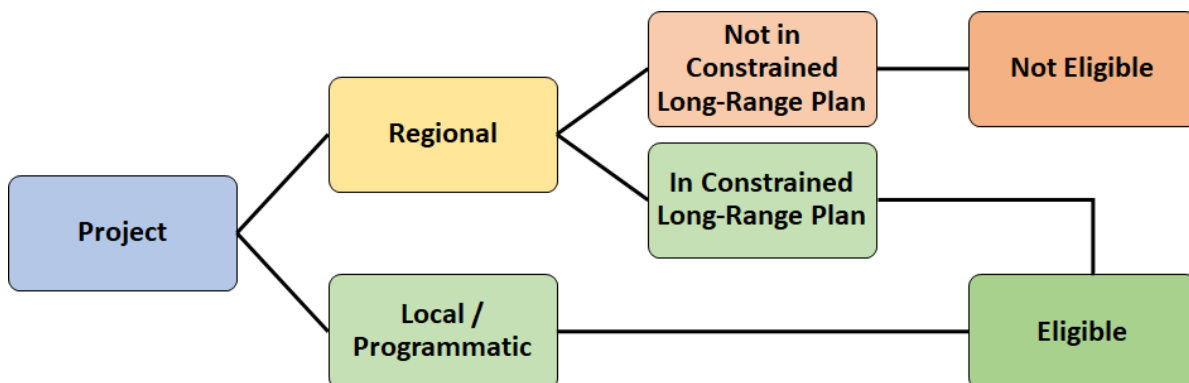 Project
Regional
Local /
Programmatic
Not in
Constrained
Long-Range Plan
In Constrained
Long-Range Plan
Not Eligible
Eligible